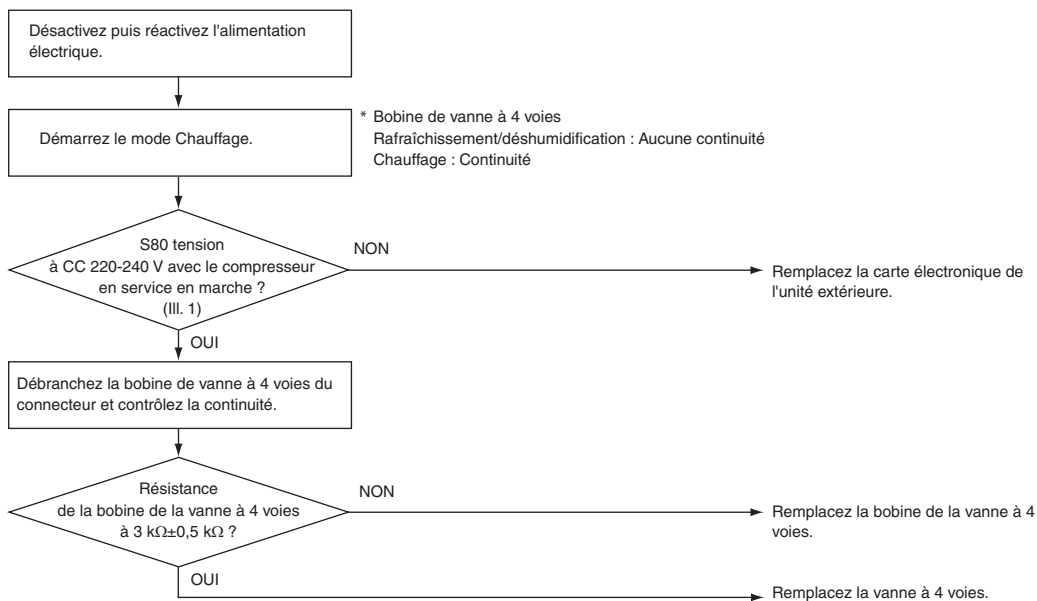 Désactivez puis réactivez l'alimentation
électrique.
Démarrez le mode Chauffage.
* Bobine de vanne à 4 voies
Rafraîchissement/déshumidification : Aucune continuité
Chauffage : Continuité
S80 tension
à CC 220-240 V avec le compresseur
en service en marche ?
(Ill. 1)
NON
Remplacez la carte électronique de
l'unité extérieure.
OUI
Débranchez la bobine de vanne à 4 voies du
connecteur et contrôlez la continuité.
Résistance
de la bobine de la vanne à 4 voies
à 3 kΩ±0,5 kΩ ?
NON
Remplacez la bobine de la vanne à 4
voies.
OUI
Remplacez la vanne à 4 voies.